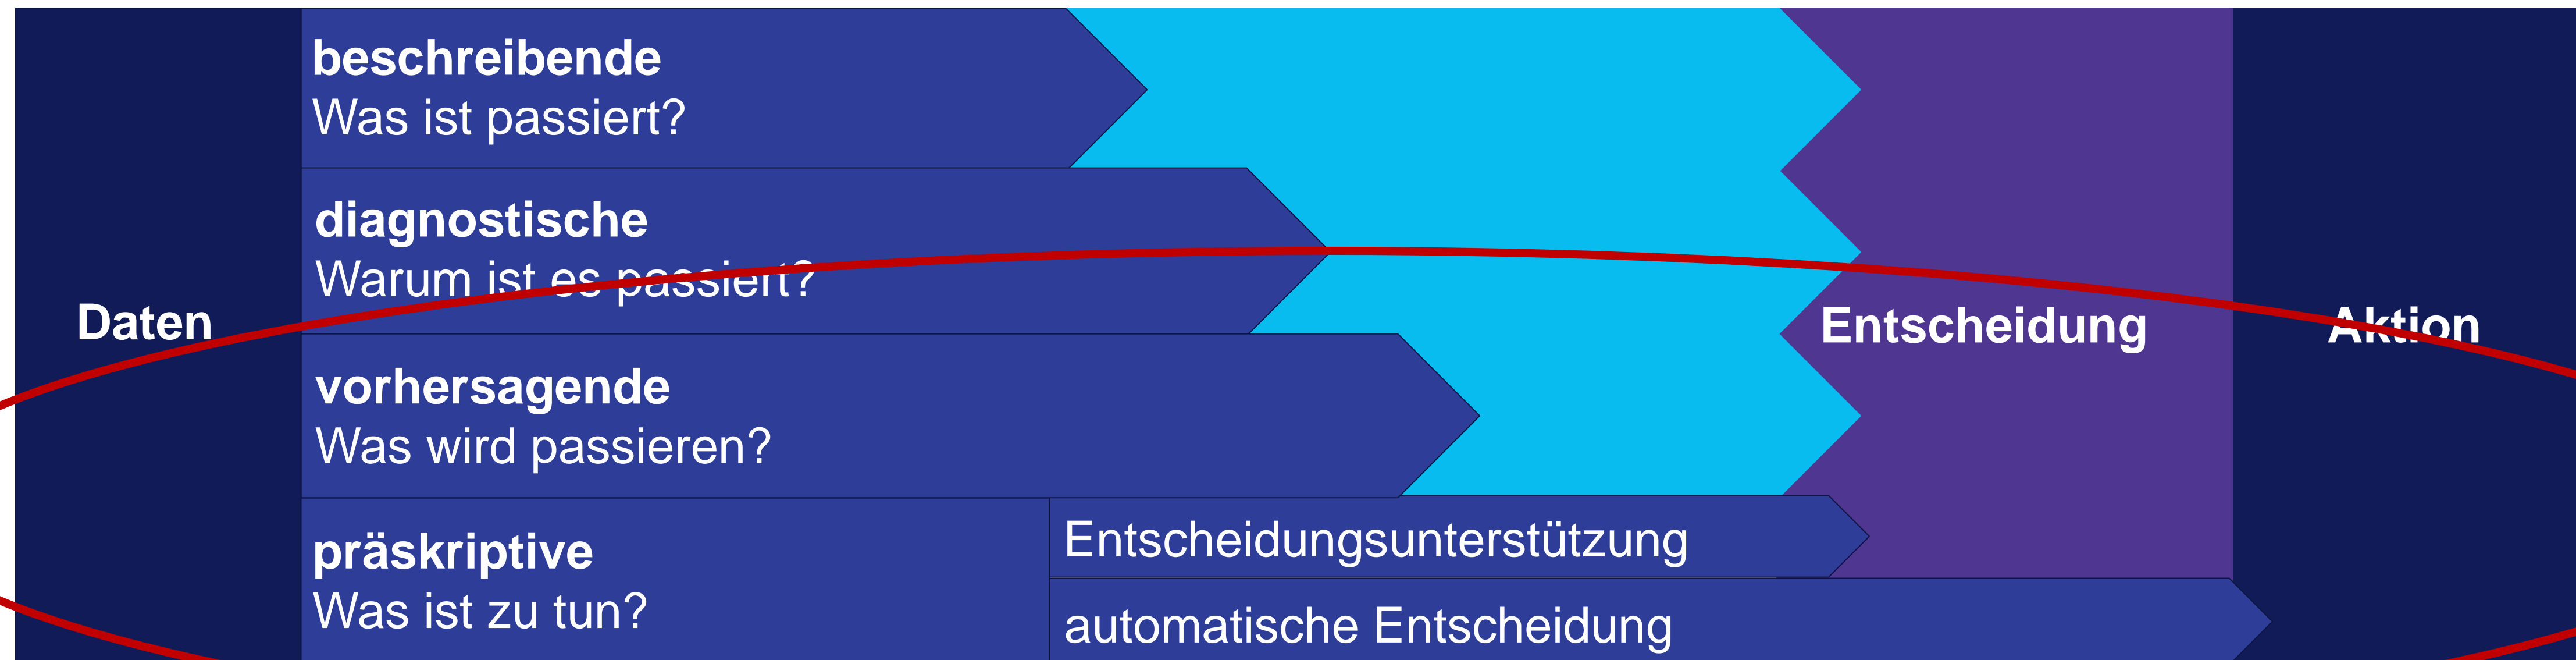 beschreibende
Was ist passiert?
diagnostische
Warum ist es passiert?
Daten
Entscheidung
Aktion
vorhersagende
Was wird passieren?
präskriptive
Was ist zu tun?
Entscheidungsunterstützung
automatische Entscheidung